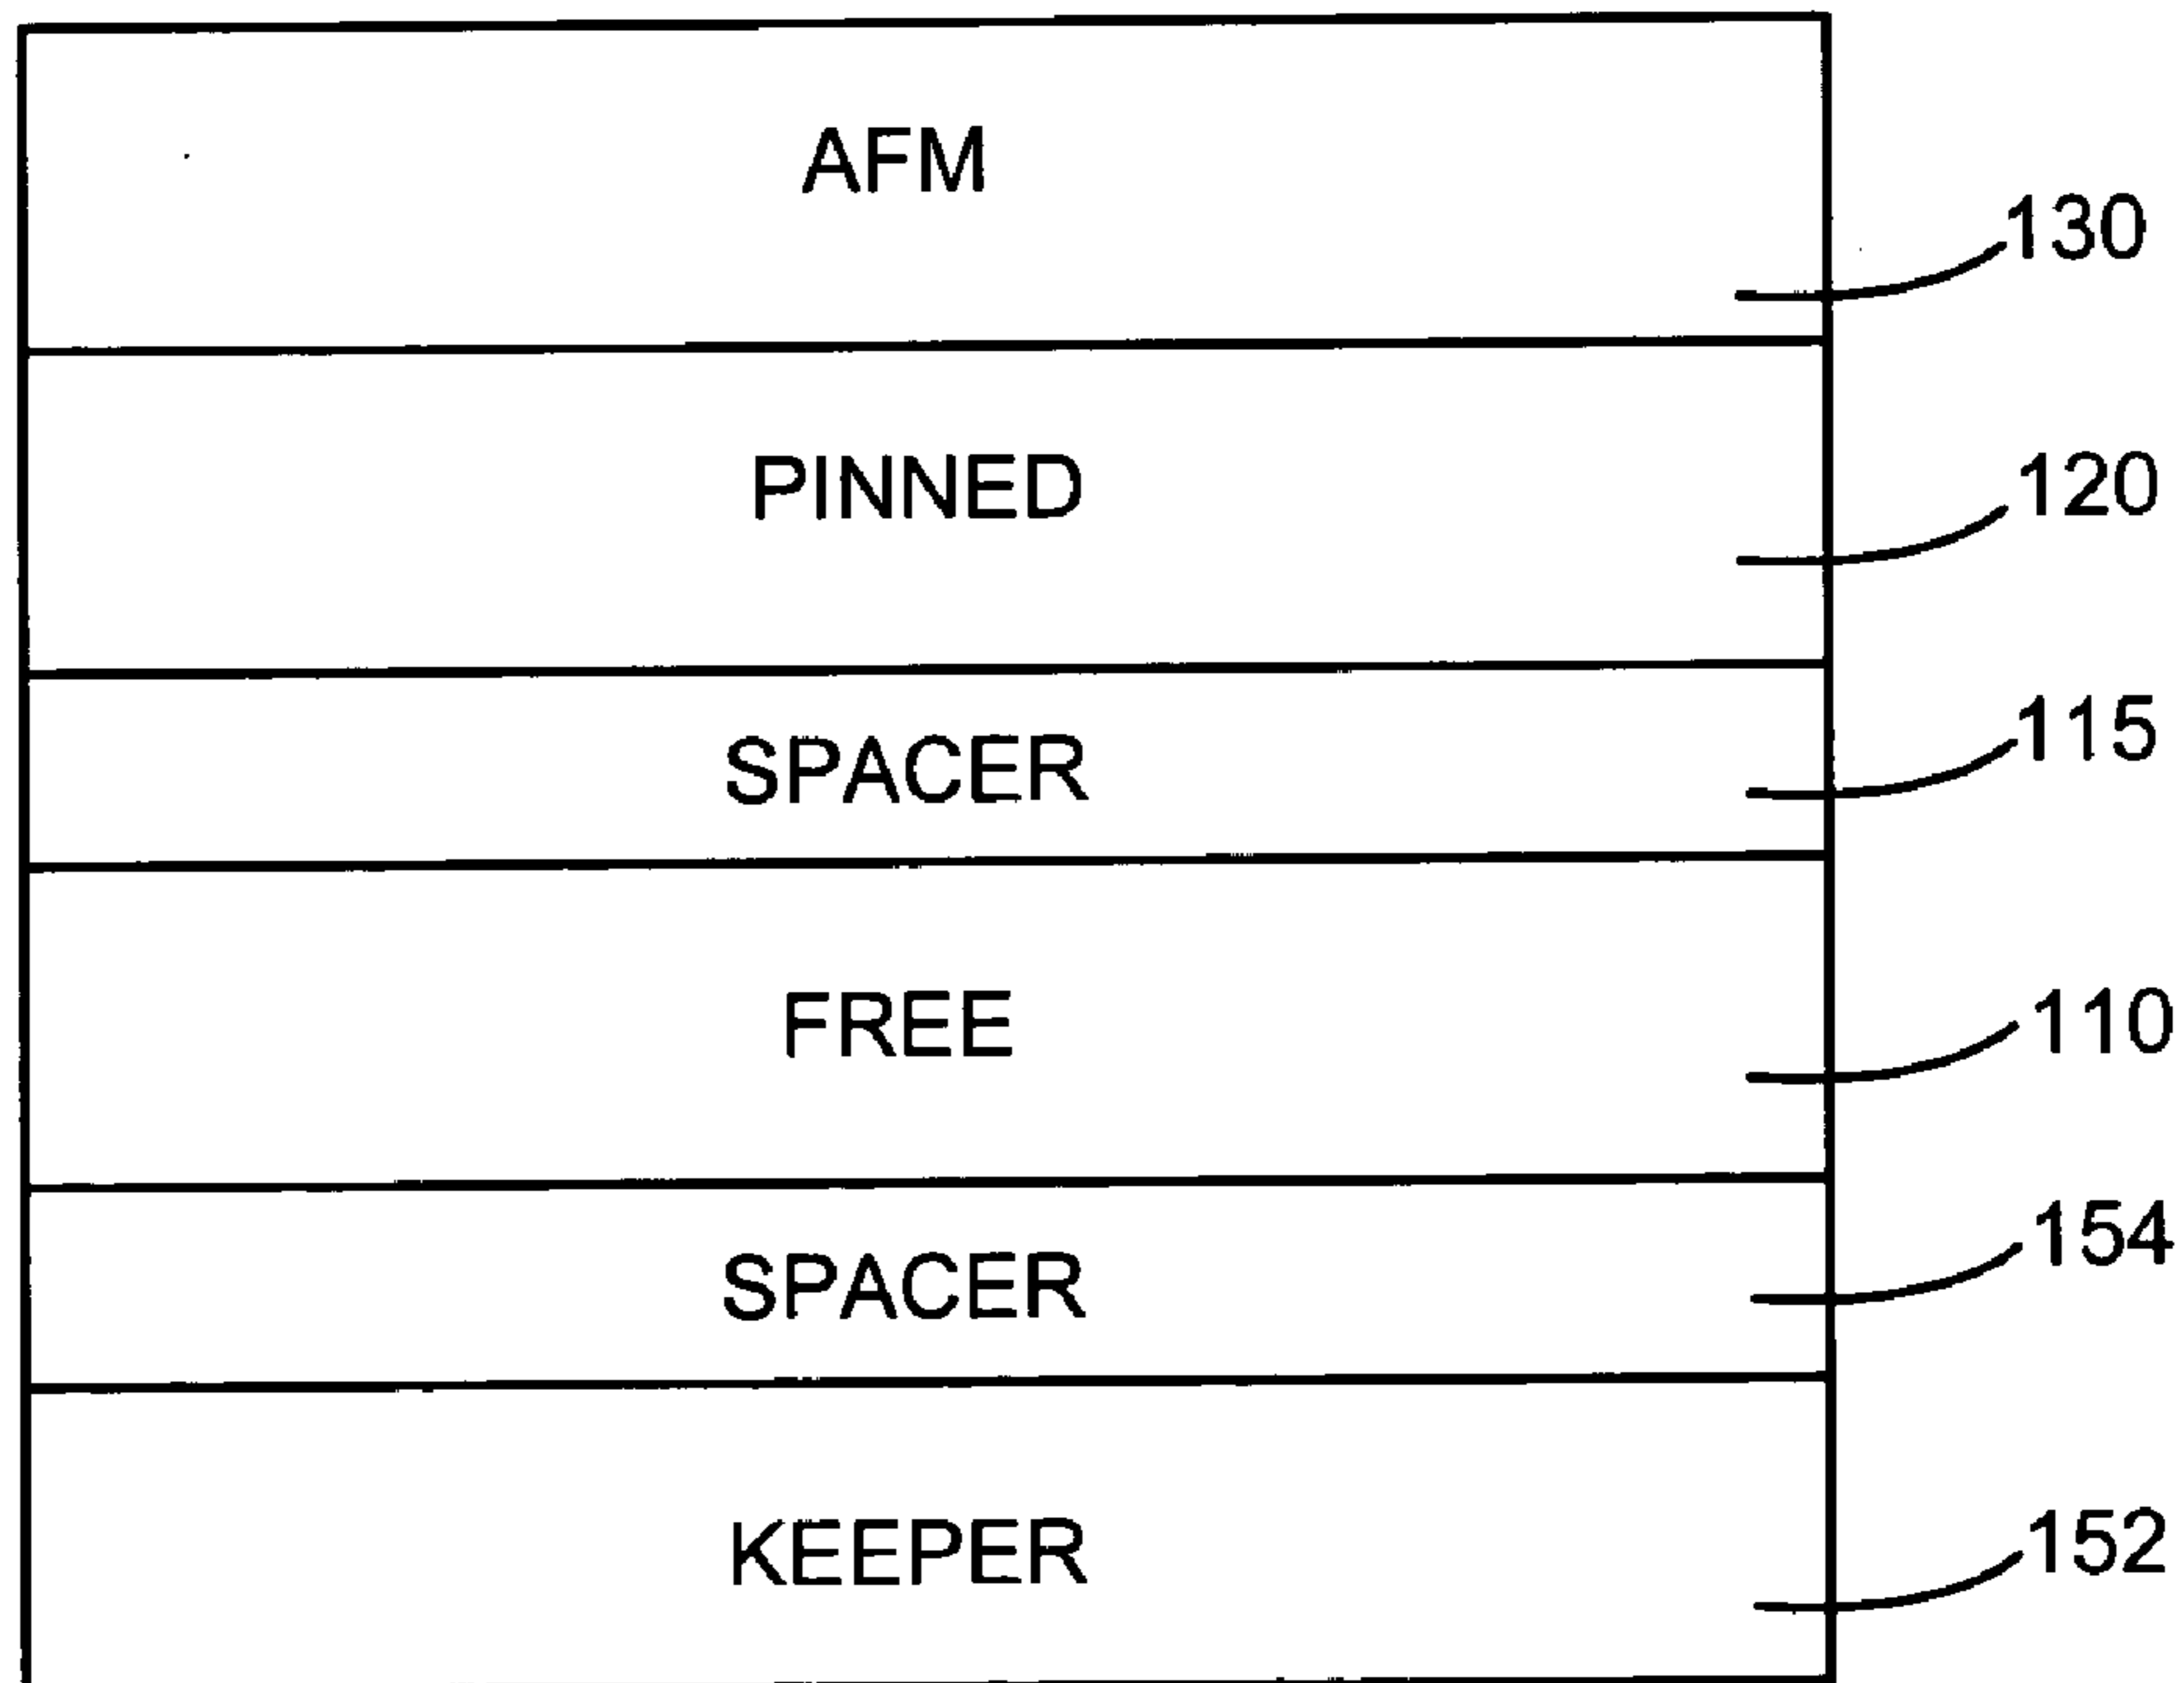 AFM
130
PINNED
120
SPACER
115
FREE
110
SPACER
154
KEEPER
152